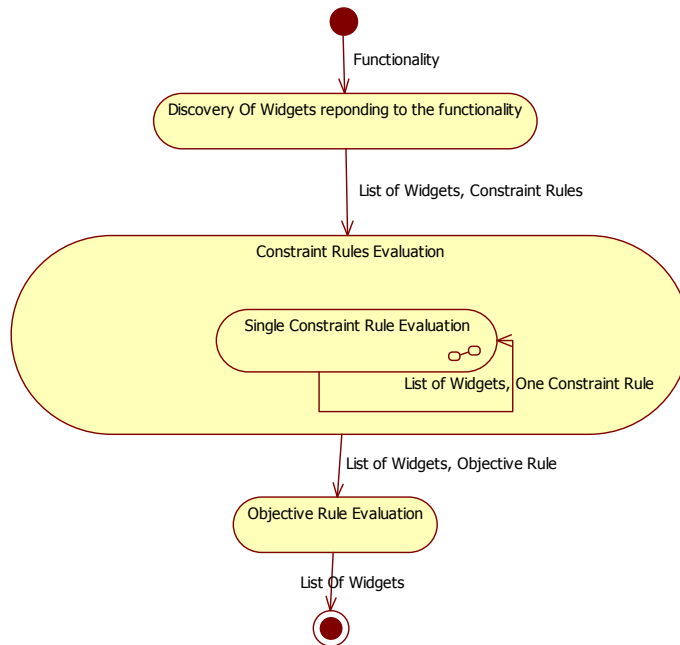 Functionality
Discovery Of Widgets reponding to the functionality
List of Widgets, Constraint Rules
Constraint Rules Evaluation
Single Constraint Rule Evaluation
List of Widgets, One Constraint Rule
List of Widgets, Objective Rule
Objective Rule Evaluation
List Of Widgets